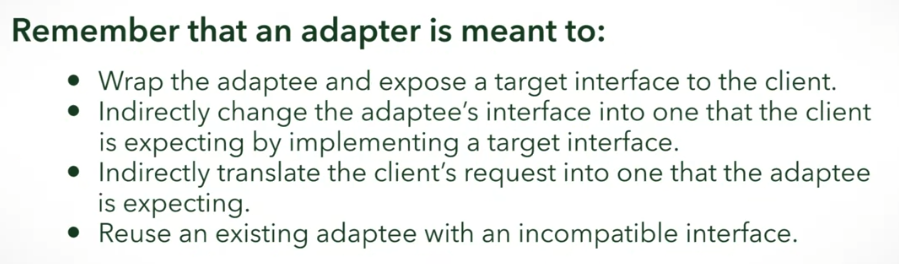 Remember that an adapter is meant to:
• Wrap the adaptee and expose a target interface to the client.
• Indirectly change the adaptee's interface into one that the client
is expecting by implementing a target interface.
• Indirectly translate the client's request into one that the adaptee
is expecting.
• Reuse an existing adaptee with an incompatible interface.